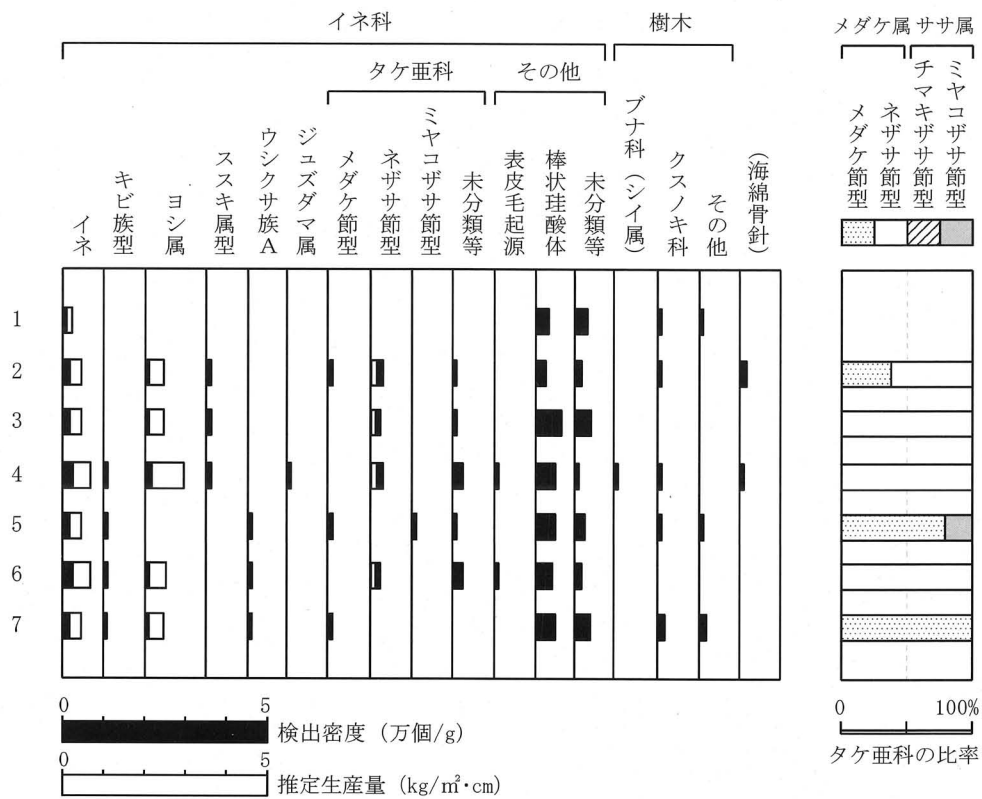 イネ科
樹木
タケ亜科
その他
イネ
キビ族型
ヨシ属
ススキ属型
ウシクサ族A
ジュズダマ属
メダケ節型
ネザサ節型
ミヤコザサ節型
未分類等
表皮毛起源
棒状珪酸体
未分類等
ブナ科（シイ属）
クスノキ科
その他
（海綿骨針）
メダケ属 ササ属
メダケ節型
ネザサ節型
チマキザサ節型
ミヤコザサ節型
1
2
3
4
5
6
7
0 5
検出密度（万個/g）
0 5
推定生産量（kg/㎡･cm）
0 100%
タケ亜科の比率